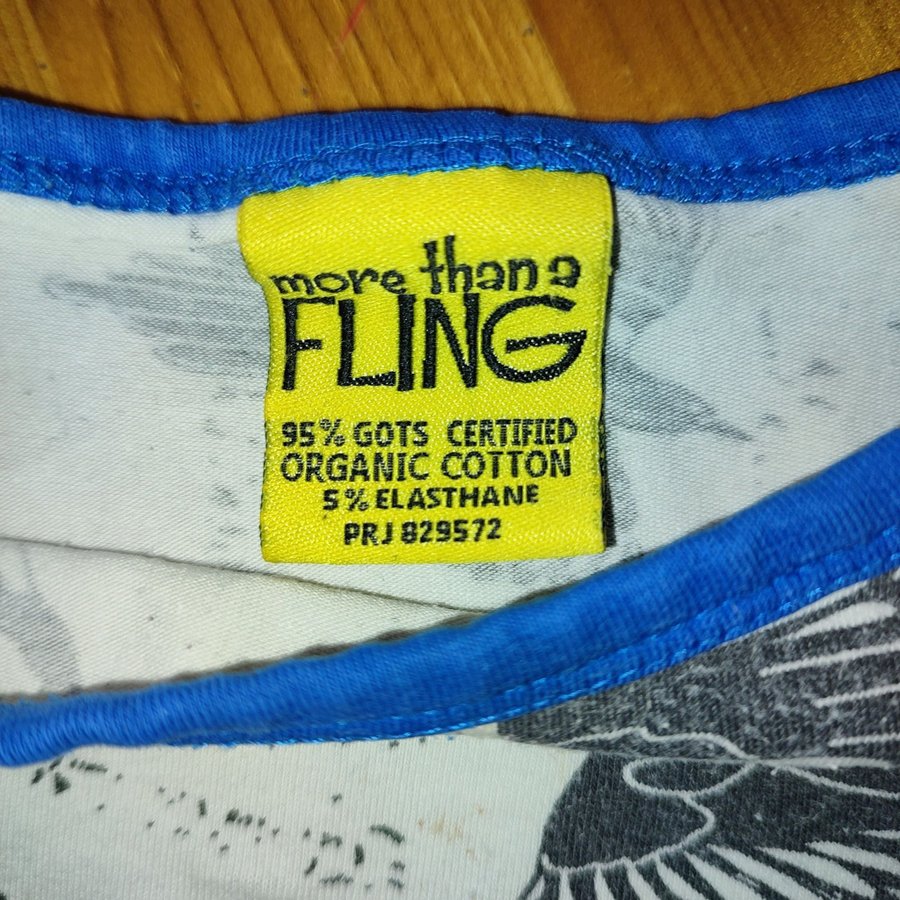 more than a
FLING
95% GOTS CERTIFIED
ORGANIC COTTON
5% ELASTHANE
PRJ 829572